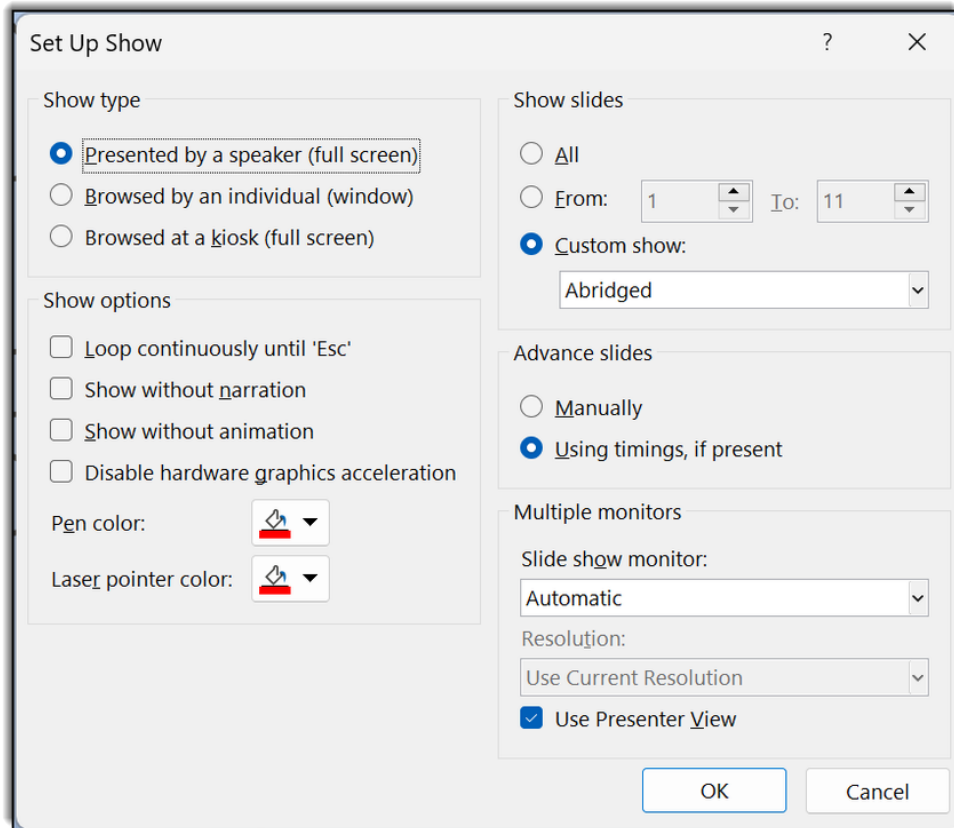 Set Up Show
?
Show type
Presented by a speaker (full screen)
Browsed by an individual (window)
Browsed at a kiosk (full screen)
Show options
Loop continuously until 'Esc'
Show without narration
Show without animation
Disable hardware graphics acceleration
Pen color:
Laser pointer color:
Show slides
All
From: 1 To: 11
Custom show:
Abridged
Advance slides
Manually
Using timings, if present
Multiple monitors
Slide show monitor:
Automatic
Resolution:
Use Current Resolution
Use Presenter View
OK Cancel